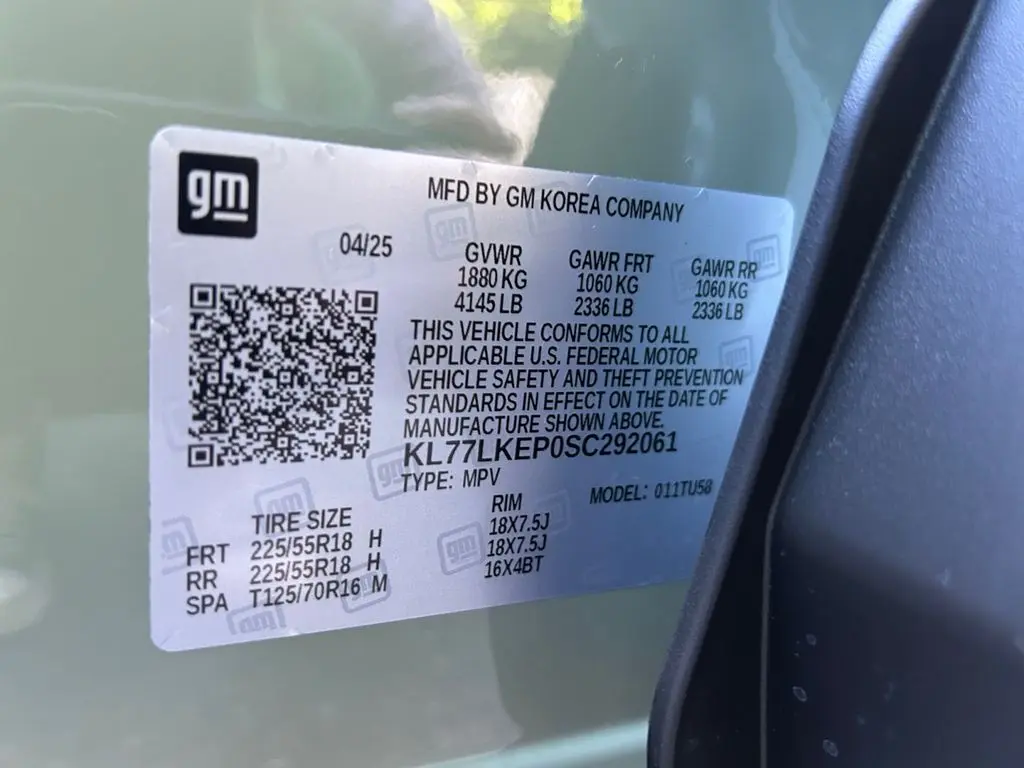 gm
MFD BY GM KOREA COMPANY
04/25
GVWR GAWR FRT GAWR RR
1880 KG 1060 KG 1060 KG
4145 LB 2336 LB 2336 LB
THIS VEHICLE CONFORMS TO ALL
APPLICABLE U.S. FEDERAL MOTOR
VEHICLE SAFETY AND THEFT PREVENTION
STANDARDS IN EFFECT ON THE DATE OF
MANUFACTURE SHOWN ABOVE.
KL77LKEP0SC292061
TYPE: MPV MODEL: 011TU58
TIRE SIZE RIM
FRT 225/55R18 H 18X7.5J
RR 225/55R18 H 18X7.5J
SPA T125/70R16 M 16X4BT